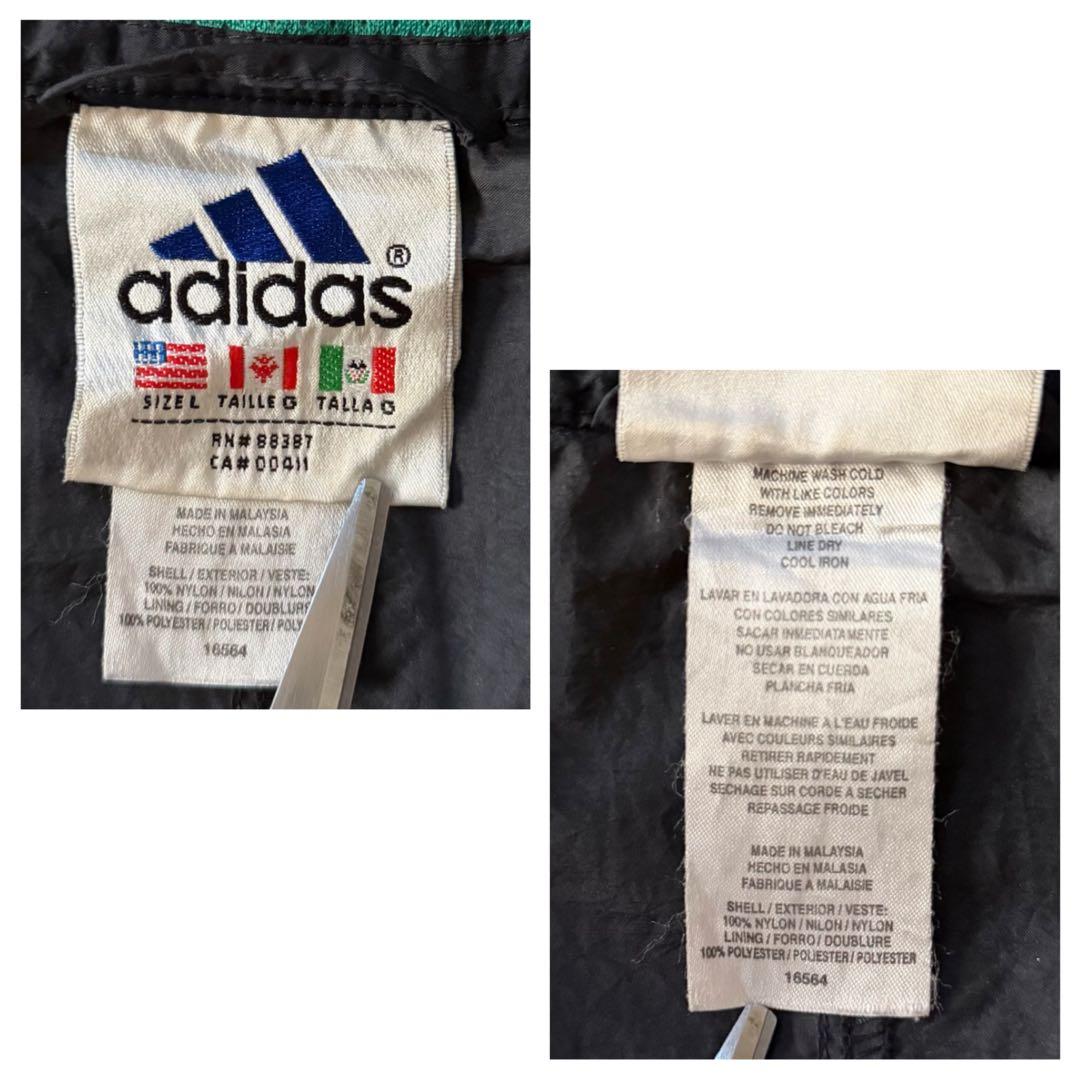 adidas®
SIZE L TAILLE G TALLA G
RN# 88387
CA# 00411
MADE IN MALAYSIA
HECHO EN MALASIA
FABRIQUE A MALAISIE
SHELL / EXTERIOR / VESTE:
100% NYLON / NILON / NYLON
LINING / FORRO / DOUBLURE
100% POLYESTER / POLIESTER / POLY
16564
MACHINE WASH COLD
WITH LIKE COLORS
REMOVE IMMEDIATELY
DO NOT BLEACH
LINE DRY
COOL IRON
LAVAR EN LAVADORA CON AGUA FRIA
CON COLORES SIMILARES
SACAR INMEDIATAMENTE
NO USAR BLANQUEADOR
SECAR EN CUERDA
PLANCHA FRIA
LAVER EN MACHINE A L'EAU FROIDE
AVEC COULEURS SIMILAIRES
RETIRER RAPIDEMENT
NE PAS UTILISER D'EAU DE JAVEL
SECHAGE SUR CORDE A SECHER
REPASSAGE FROIDE
MADE IN MALAYSIA
HECHO EN MALASIA
FABRIQUE A MALAISIE
SHELL / EXTERIOR / VESTE:
100% NYLON / NILON / NYLON
LINING / FORRO / DOUBLURE
100% POLYESTER / POLIESTER / POLYESTER
16564